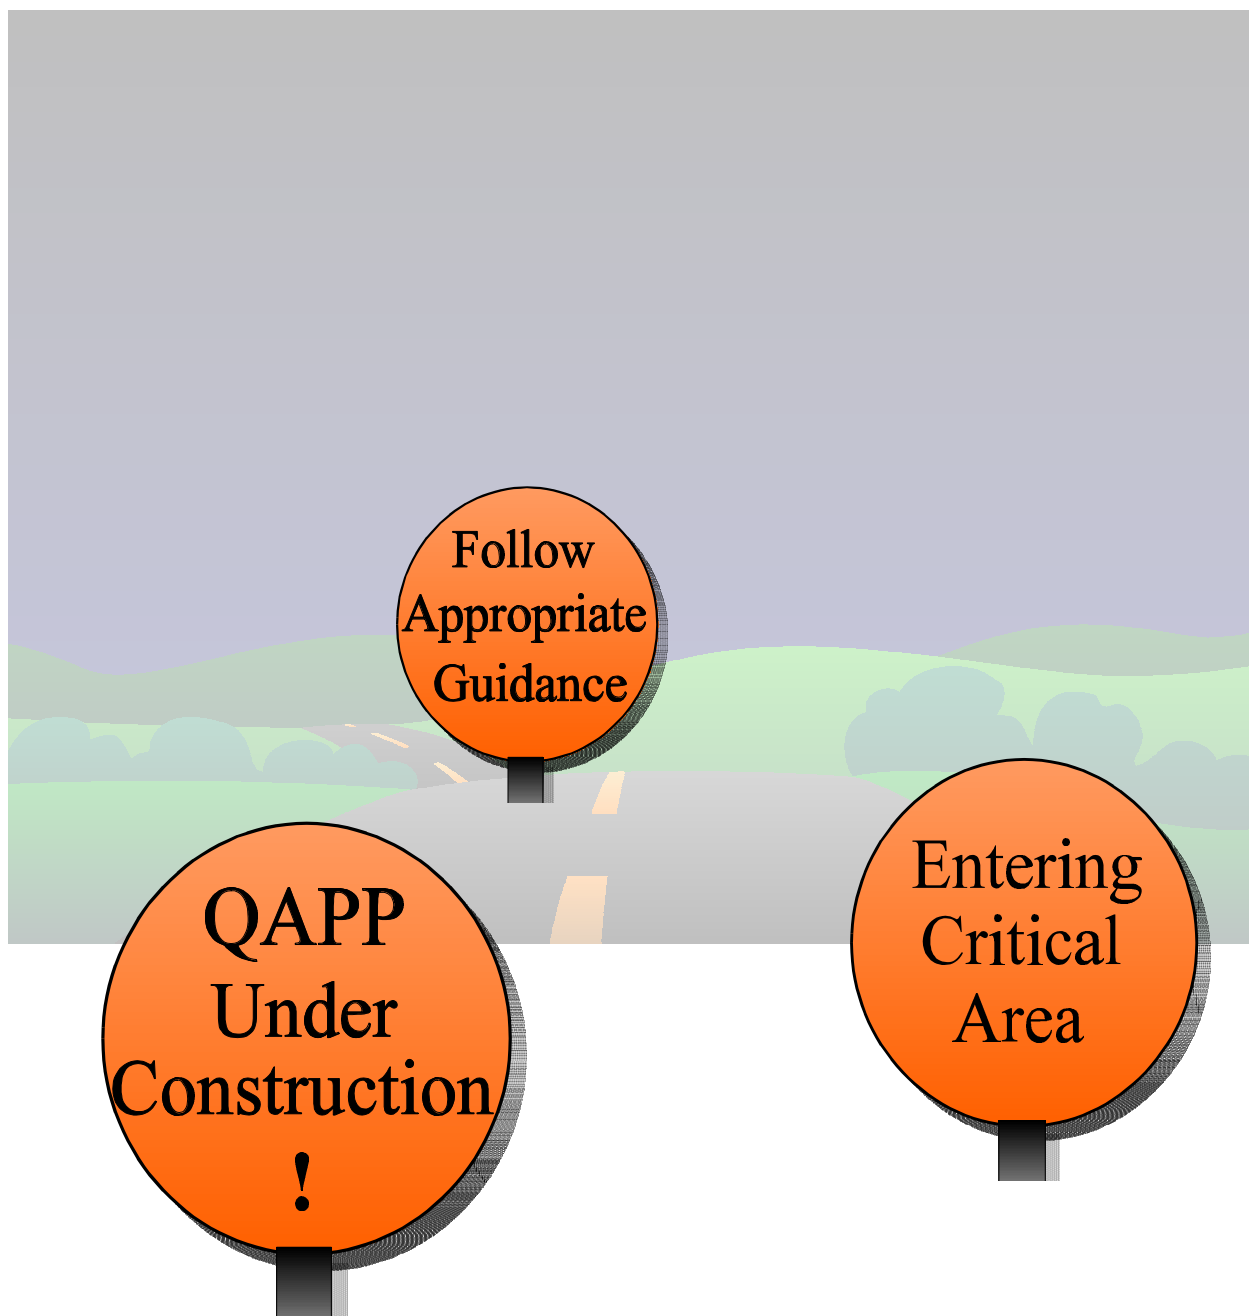 Follow
Appropriate
Guidance
QAPP
Under
Construction
!
Entering
Critical
Area